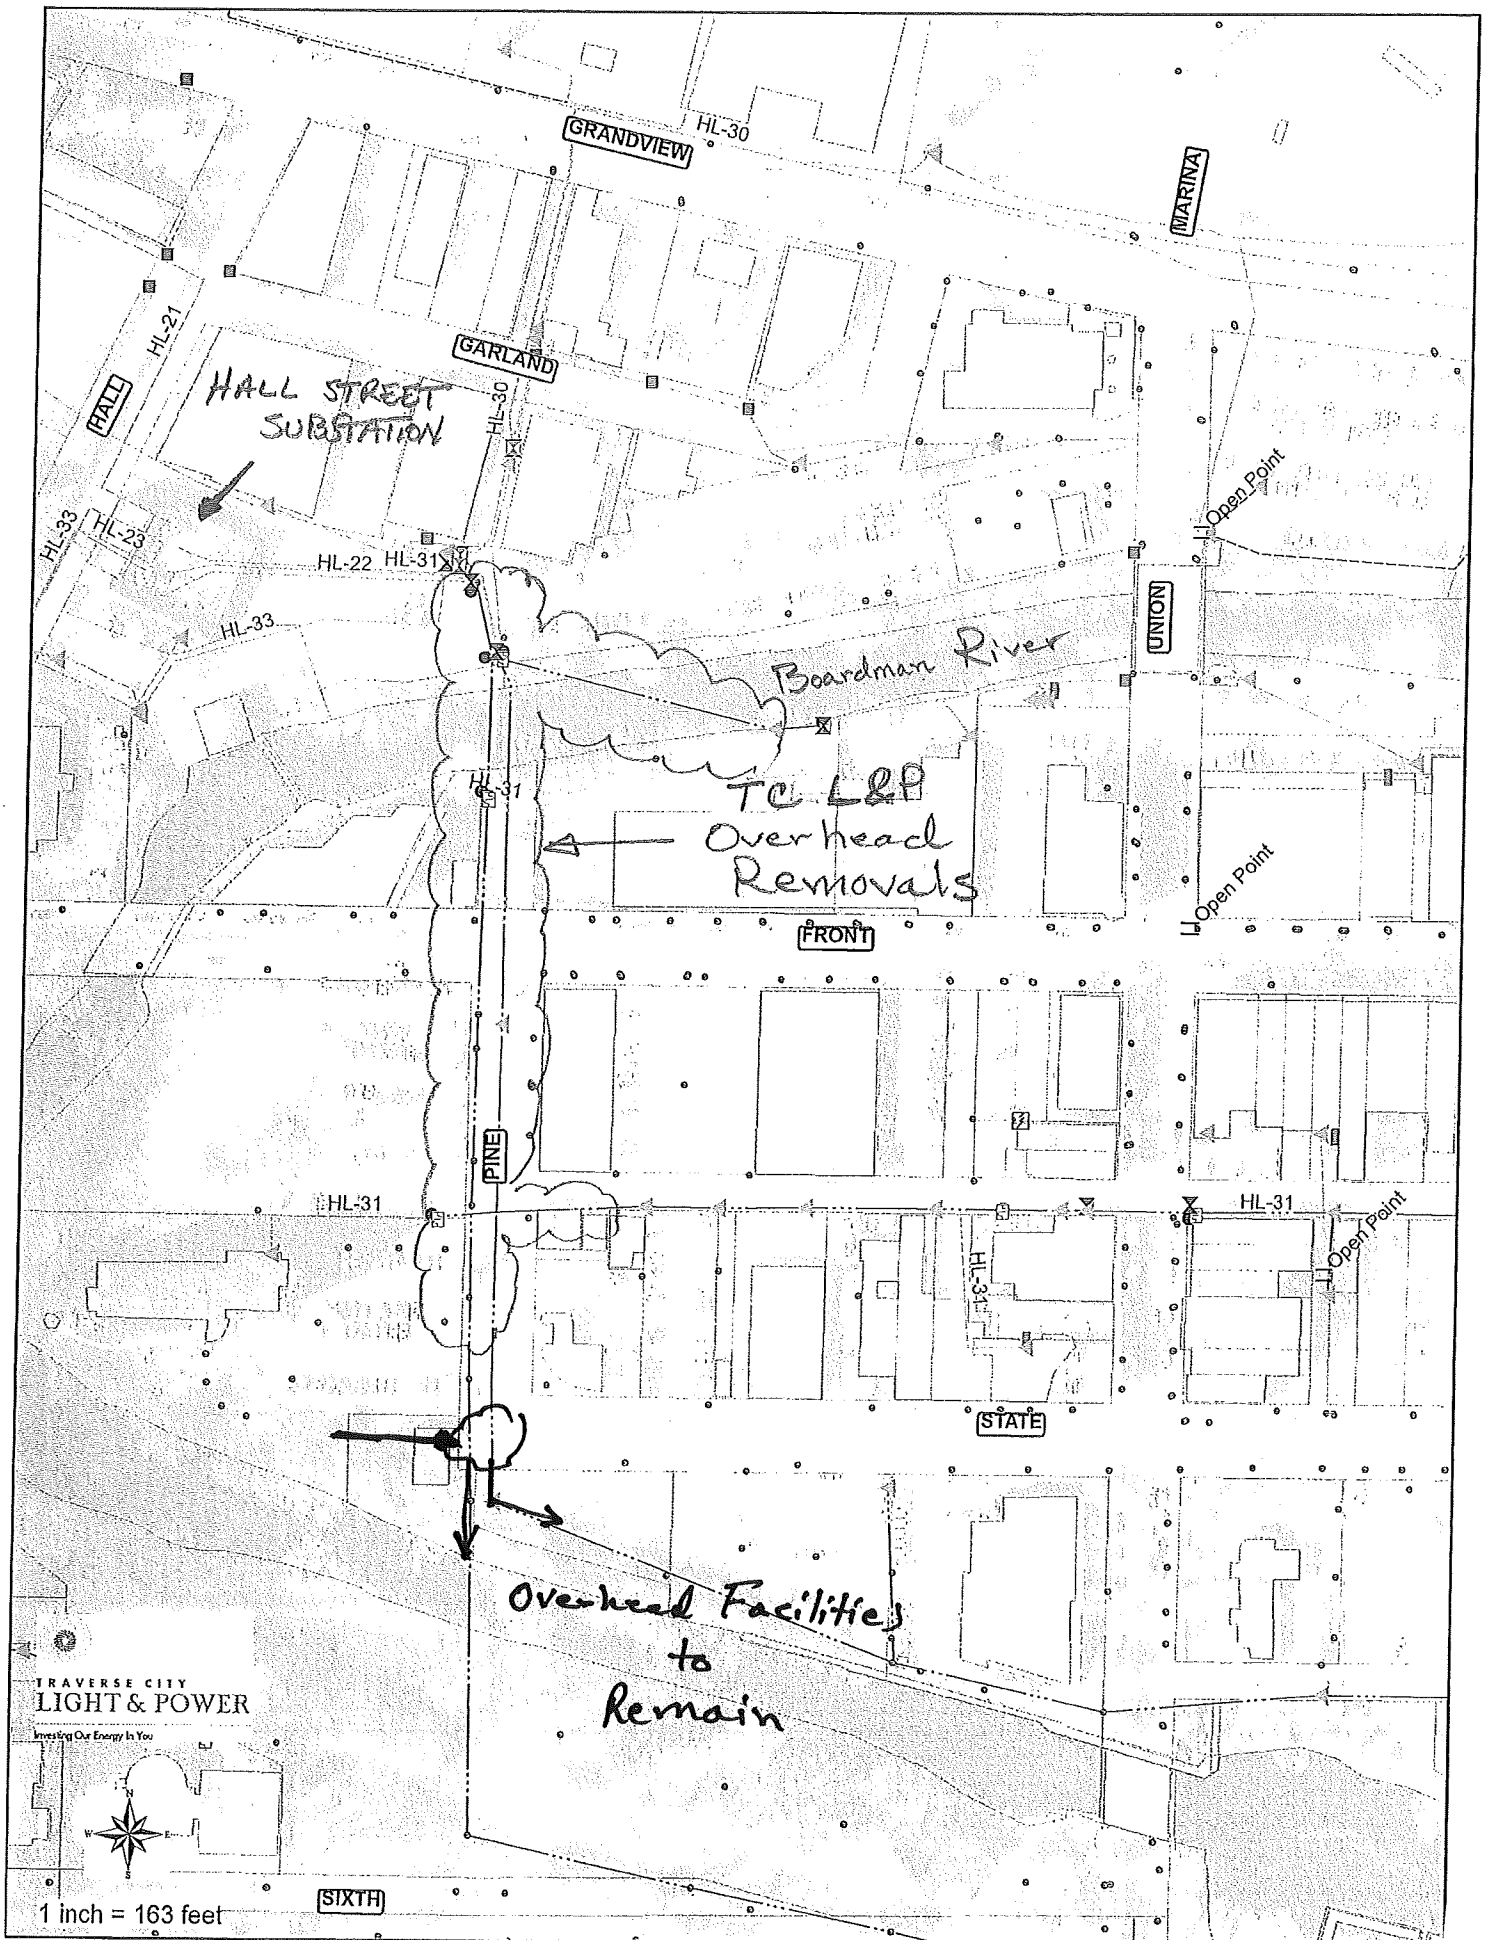 GRANDVIEW
HL-30
MARINA
HL-21
GARLAND
HALL
HALL STREET
SUBSTATION
HL-30
Open Point
HL-33
HL-23
HL-22
HL-31
HL-33
UNION
Boardman River
HL-31
TC L&P
Overhead
Removals
Open Point
FRONT
PINE
HL-31
HL-31
Open Point
HL-31
STATE
Overhead Facilities
to
Remain
TRAVERSE CITY
LIGHT & POWER
Investing Our Energy In You
N
W
E
S
SIXTH
1 inch = 163 feet